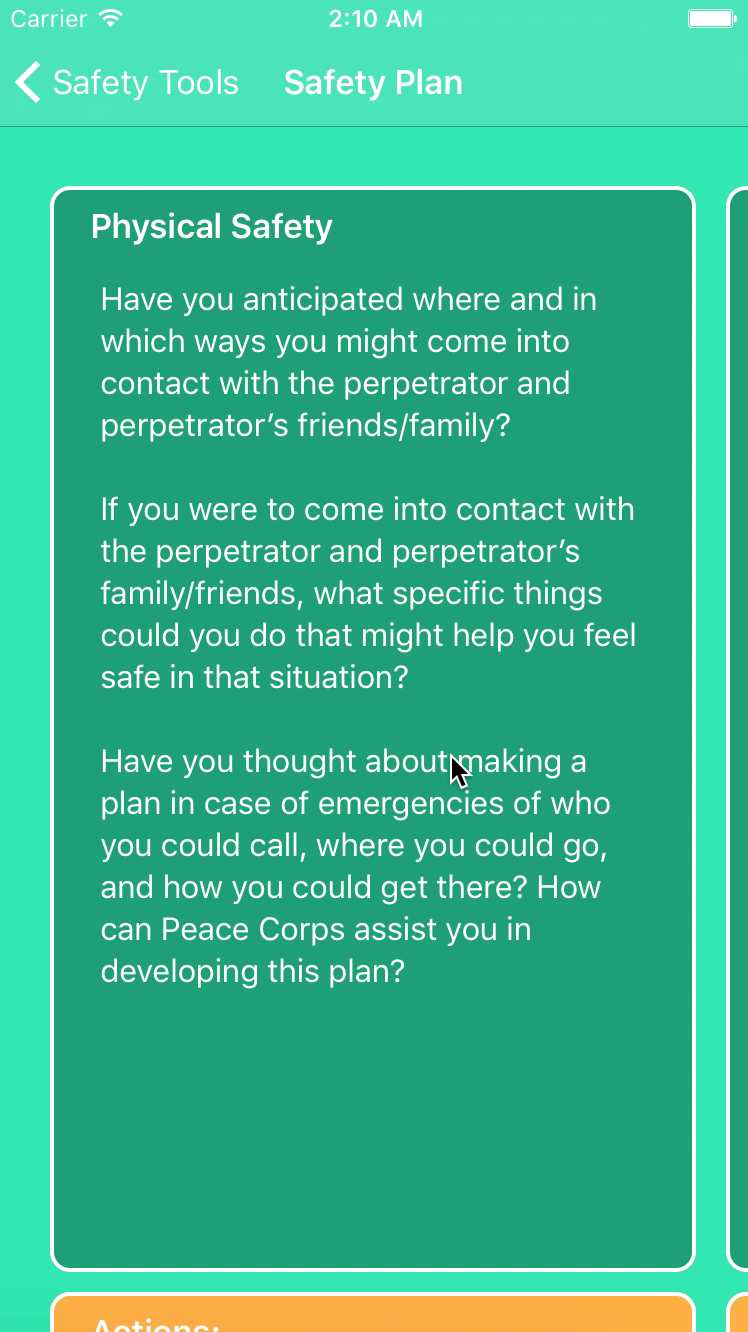 Carrier 2:10 AM
Safety Tools Safety Plan
Physical Safety
Have you anticipated where and in
which ways you might come into
contact with the perpetrator and
perpetrator’s friends/family?
If you were to come into contact with
the perpetrator and perpetrator’s
family/friends, what specific things
could you do that might help you feel
safe in that situation?
Have you thought about making a
plan in case of emergencies of who
you could call, where you could go,
and how you could get there? How
can Peace Corps assist you in
developing this plan?
Actions: